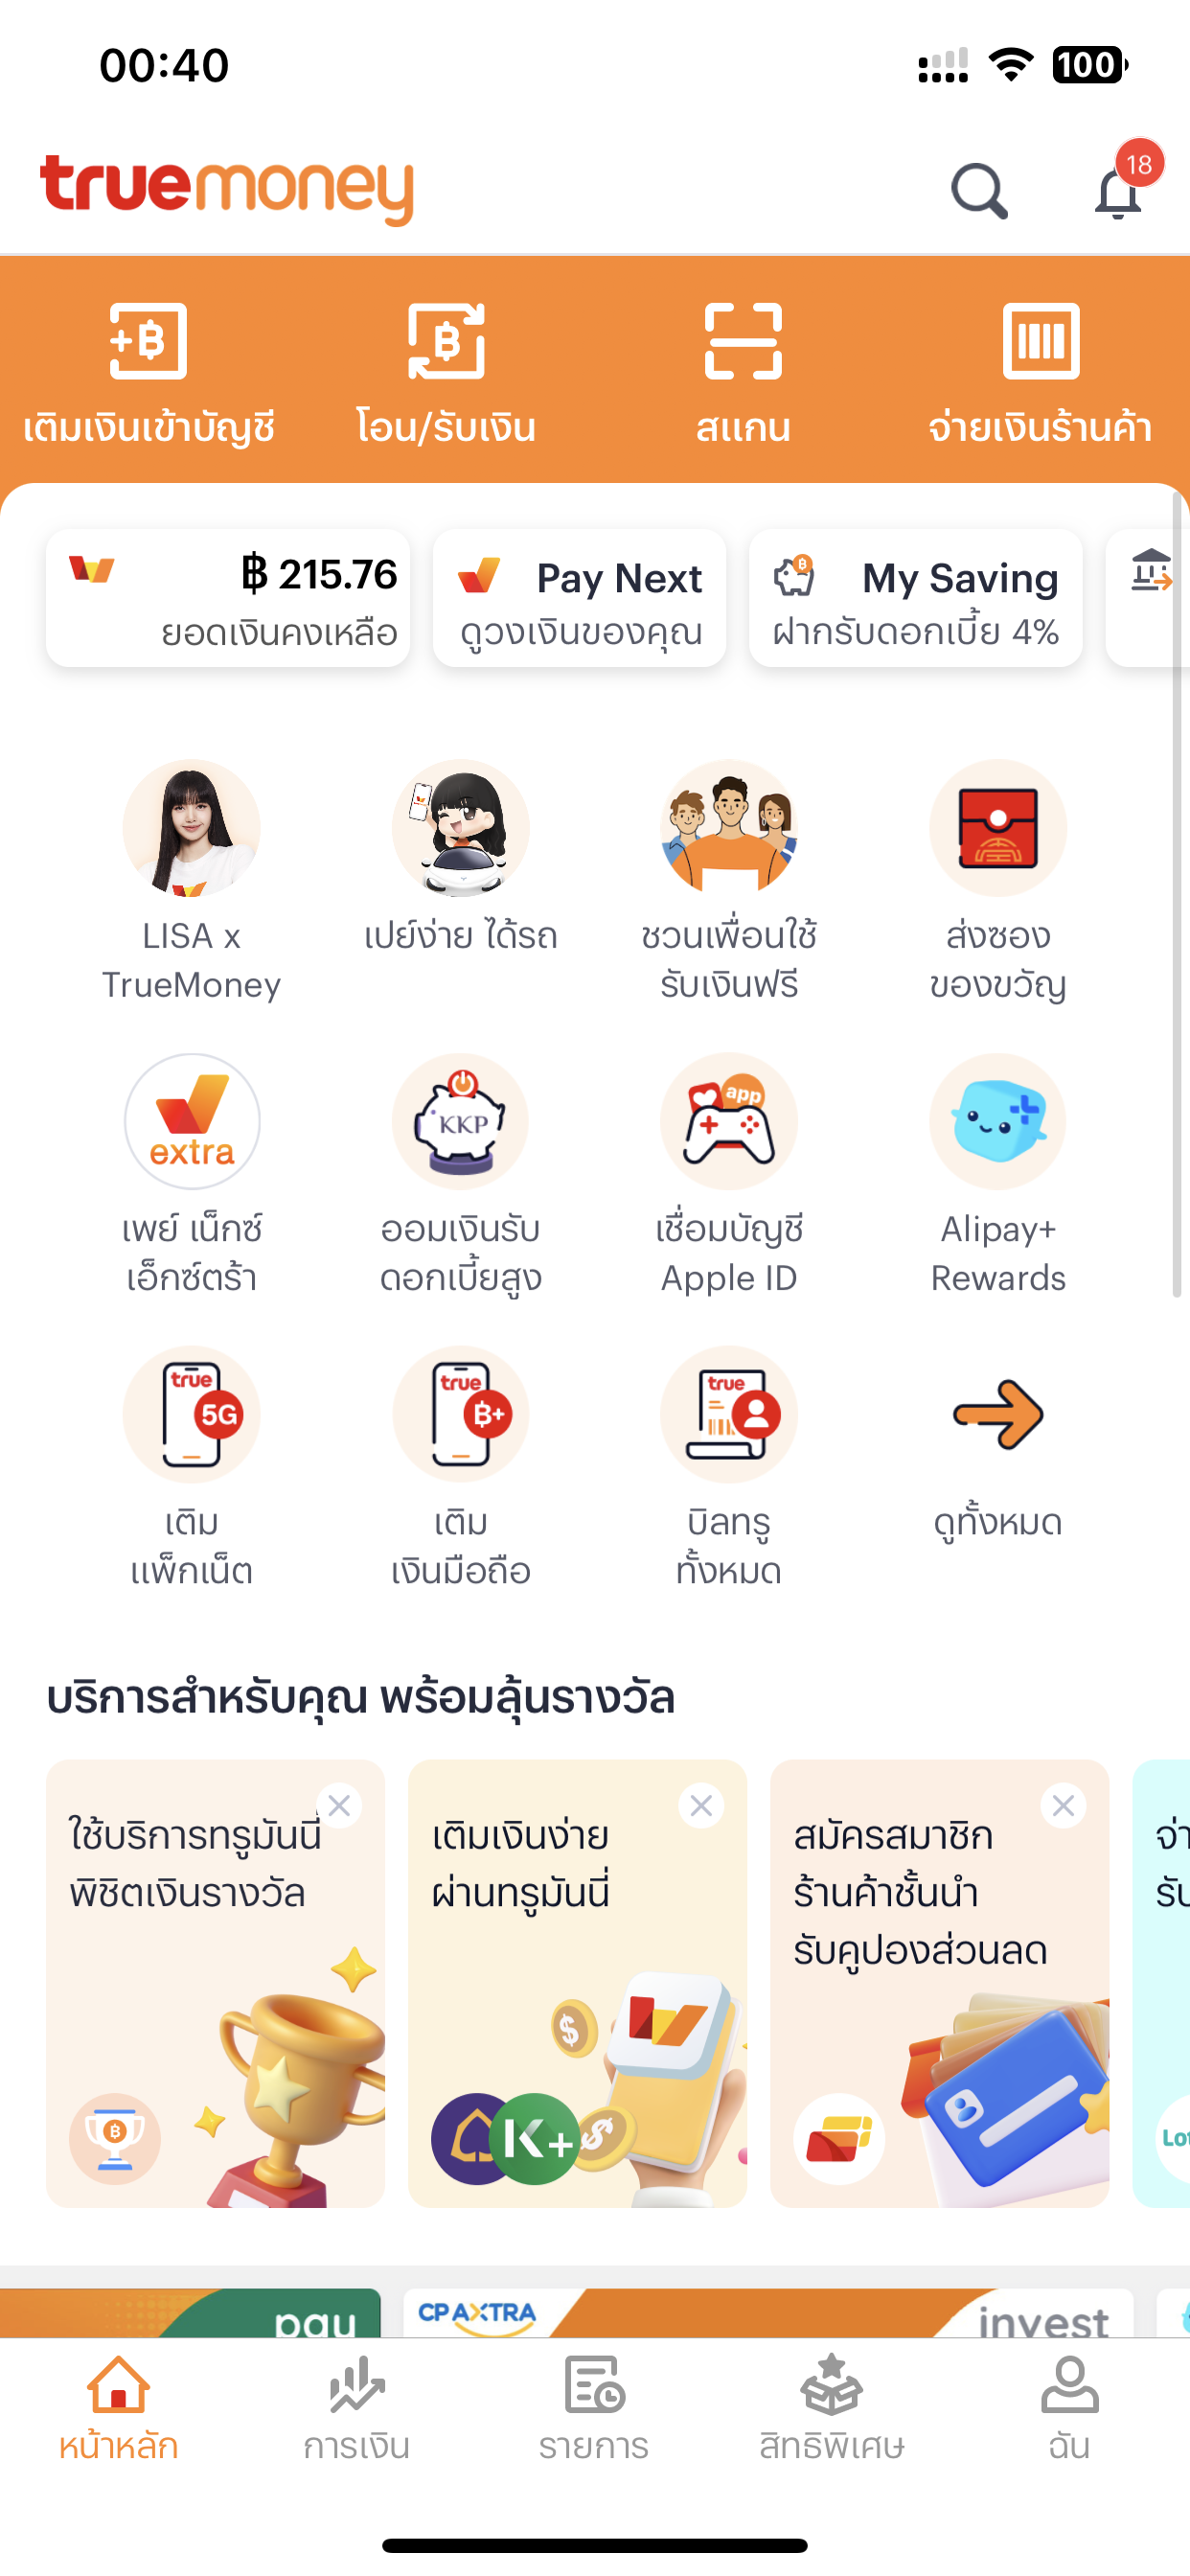 00:40
100
truemoney
18
+฿
฿
เติมเงินเข้าบัญชี
โอน/รับเงิน
สแกน
จ่ายเงินร้านค้า
฿ 215.76
ยอดเงินคงเหลือ
Pay Next
ดูวงเงินของคุณ
฿
My Saving
ฝากรับดอกเบี้ย 4%
LISA x
TrueMoney
เปย์ง่าย ได้รถ
ชวนเพื่อนใช้
รับเงินฟรี
ส่งซอง
ของขวัญ
extra
เพย์ เน็กซ์
เอ็กซ์ตร้า
KKP
ออมเงินรับ
ดอกเบี้ยสูง
app
เชื่อมบัญชี
Apple ID
Alipay+
Rewards
true
5G
เติม
แพ็กเน็ต
true
฿+
เติม
เงินมือถือ
true
บิลทรู
ทั้งหมด
ดูทั้งหมด
บริการสำหรับคุณ พร้อมลุ้นรางวัล
ใช้บริการทรูมันนี่
พิชิตเงินรางวัล
฿
เติมเงินง่าย
ผ่านทรูมันนี่
$
K+
$
สมัครสมาชิก
ร้านค้าชั้นนำ
รับคูปองส่วนลด
จ่า
รับ
Lot
pay
CP AXTRA
invest
หน้าหลัก
การเงิน
รายการ
สิทธิพิเศษ
ฉัน